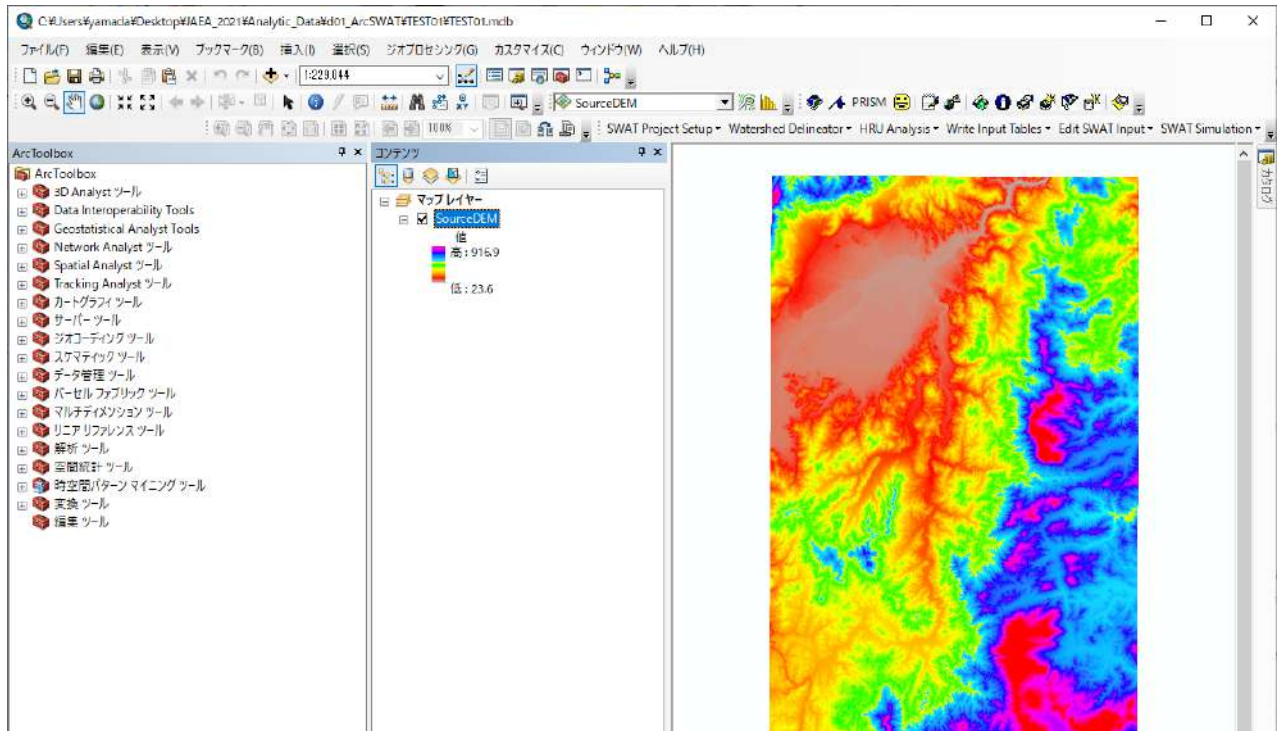 C:¥Users¥yamada¥Desktop¥JAEA_2021¥Analytic_Data¥d01_ArcSWAT¥TEST01¥TEST01.mdb
ファイル(F) 編集(E) 表示(V) ブックマーク(B) 挿入(I) 選択(S) ジオプロセシング(G) カスタマイズ(C) ウィンドウ(W) ヘルプ(H)
1:229,044
SourceDEM
PRISM
100%
SWAT Project Setup Watershed Delineator HRU Analysis Write Input Tables Edit SWAT Input SWAT Simulation
ArcToolbox
ArcToolbox
3D Analyst ツール
Data Interoperability Tools
Geostatistical Analyst Tools
Network Analyst ツール
Spatial Analyst ツール
Tracking Analyst ツール
カートグラフィ ツール
サーバー ツール
ジオコーディング ツール
スケマティック ツール
データ管理 ツール
パーセル ファブリック ツール
マルチディメンション ツール
リニア リファレンス ツール
解析 ツール
空間統計 ツール
時空間パターン マイニング ツール
変換 ツール
編集 ツール
コンテンツ
マップ レイヤー
SourceDEM
値
高 : 916.9
低 : 23.6
カタログ